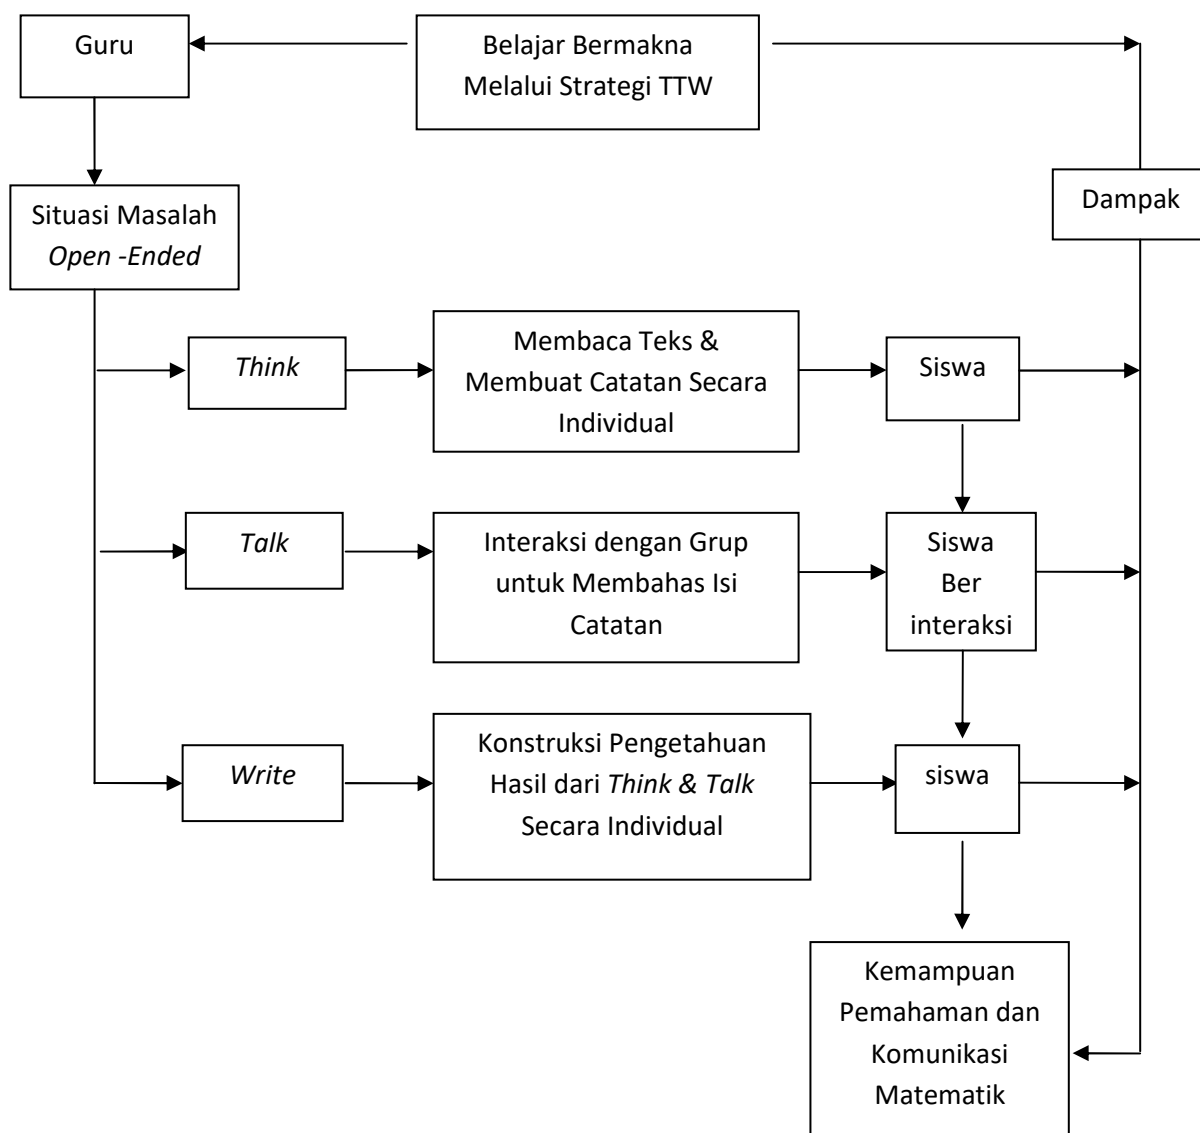 Guru
Belajar Bermakna
Melalui Strategi TTW
Situasi Masalah
Open -Ended
Dampak
Think
Membaca Teks &
Membuat Catatan Secara
Individual
Siswa
Talk
Interaksi dengan Grup
untuk Membahas Isi
Catatan
Siswa
Ber
interaksi
Write
Konstruksi Pengetahuan
Hasil dari Think & Talk
Secara Individual
siswa
Kemampuan
Pemahaman dan
Komunikasi
Matematik